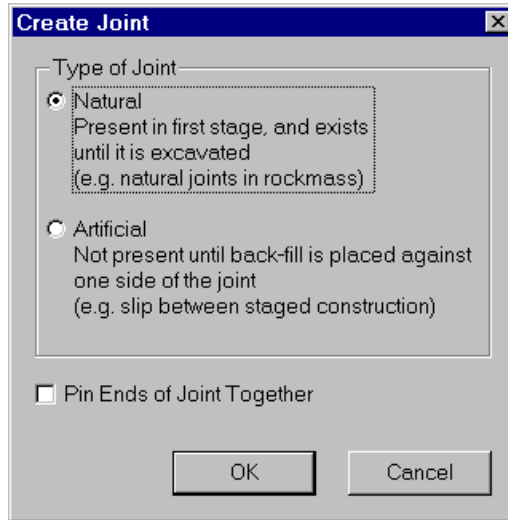 Create Joint
Type of Joint
Natural
Present in first stage, and exists
until it is excavated
(e.g. natural joints in rockmass)
Artificial
Not present until back-fill is placed against
one side of the joint
(e.g. slip between staged construction)
Pin Ends of Joint Together
OK
Cancel